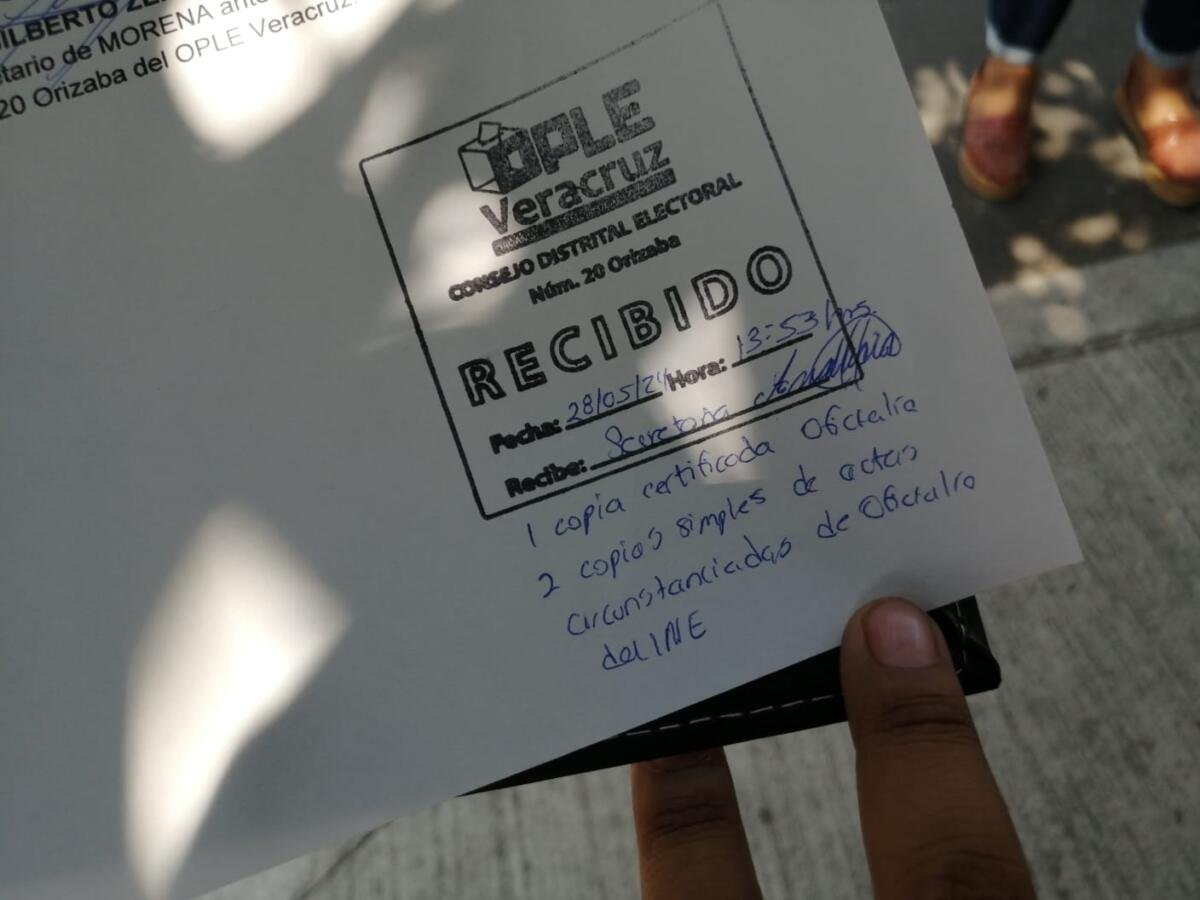 ILBERTO
tario de MORENA ante
20 Orizaba del OPLE Veracruz.
OPLE
Veracruz
CONSEJO DISTRITAL ELECTORAL
Núm. 20 Orizaba
RECIBIDO
Fecha: 28/05/24 Hora: 13:53 hrs.
Recibe: Secretaria
1 copia certificada Oficialia
2 copias simples de actas
circunstanciadas de Oficialia
del INE